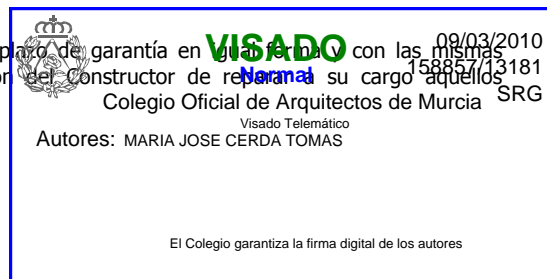 09/03/2010
plazo de garantía en igual forma y con las mismas
VISADO
del Constructor de reparar a su cargo aquellos
Normal
158857/13181
Colegio Oficial de Arquitectos de Murcia
SRG
Visado Telemático
Autores: MARIA JOSE CERDA TOMAS
El Colegio garantiza la firma digital de los autores